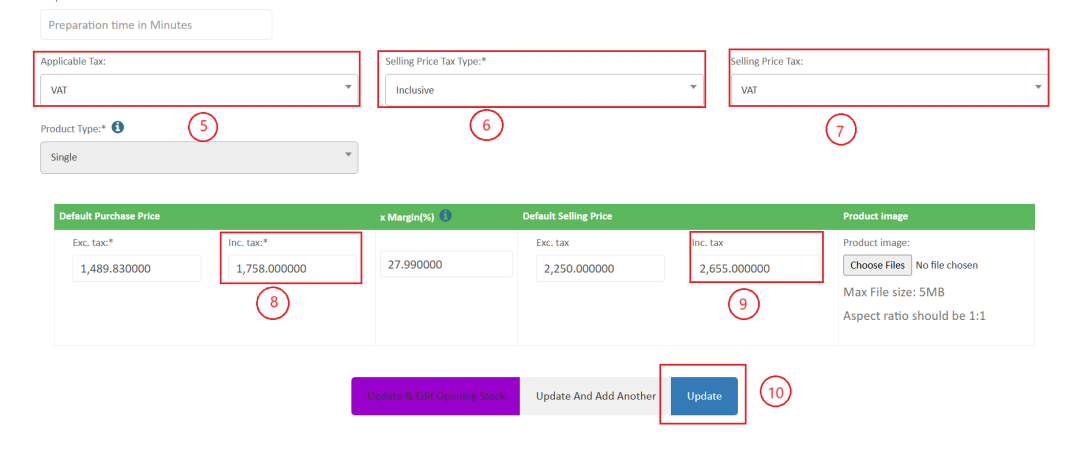 Preparation time in Minutes
Applicable Tax:
Selling Price Tax Type:*
Selling Price Tax:
VAT
Inclusive
VAT
5
6
7
Product Type:*
Single
Default Purchase Price
x Margin(%)
Default Selling Price
Product image
Exc. tax:*
Inc. tax:*
Exc. tax
Inc. tax
Product image:
1,489.830000
1,758.000000
27.990000
2,250.000000
2,655.000000
Choose Files No file chosen
Max File size: 5MB
Aspect ratio should be 1:1
8
9
Update & Edit Opening Stock
Update And Add Another
Update
10